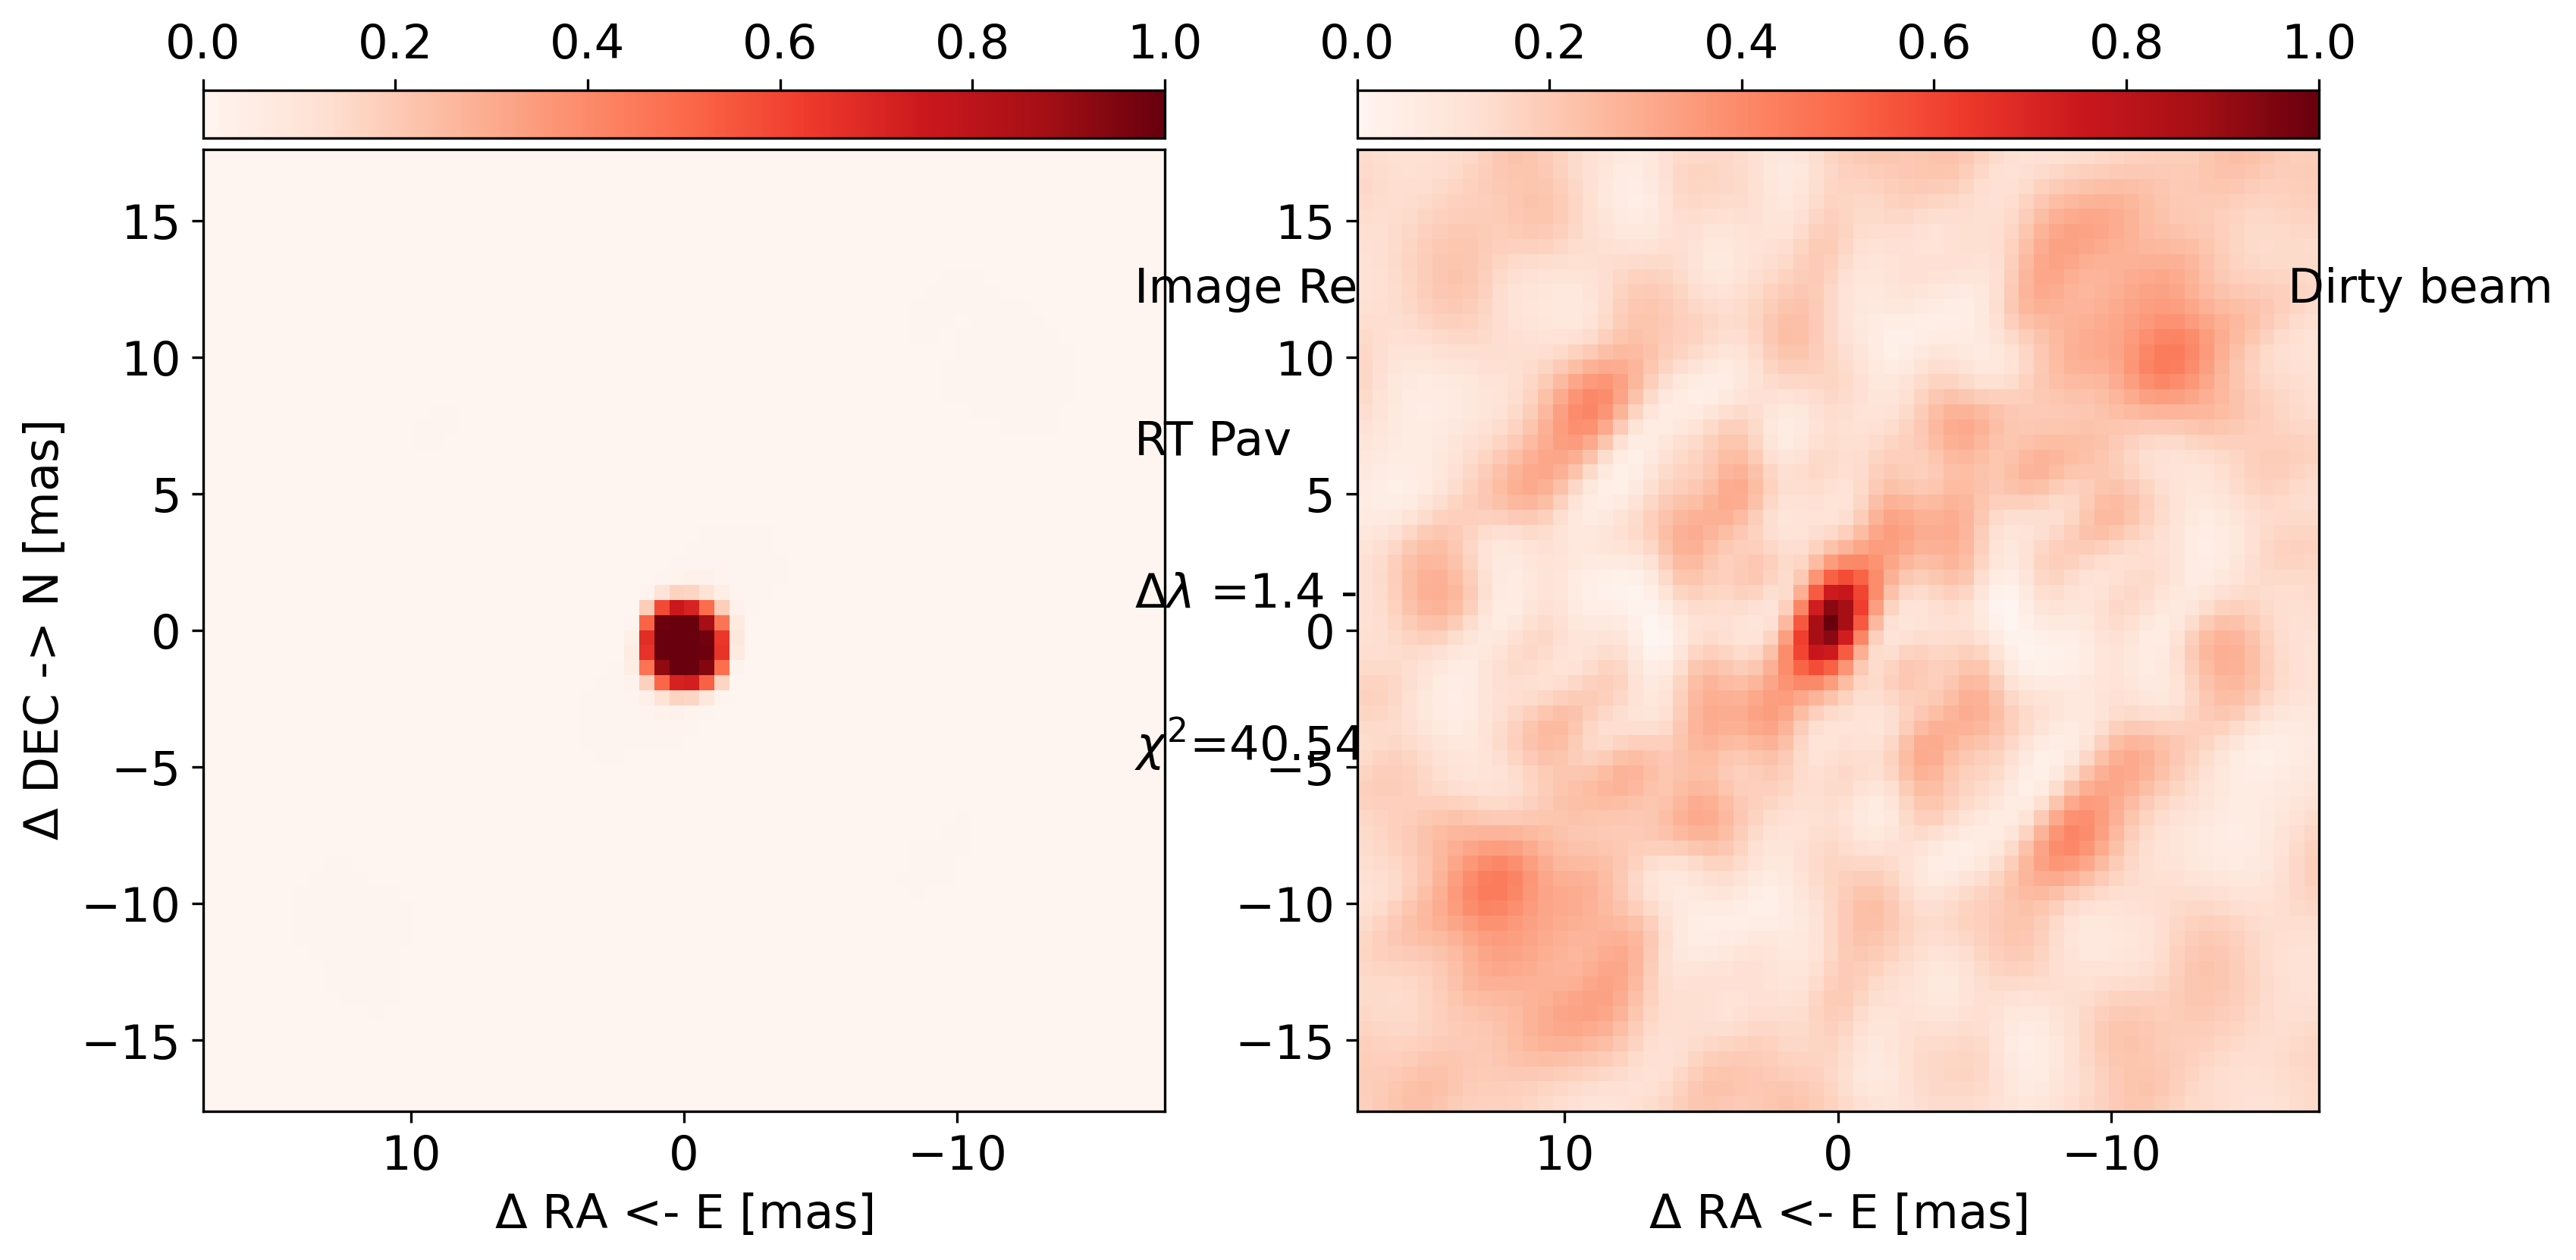 0.0 0.2 0.4 0.6 0.8 1.0
0.0 0.2 0.4 0.6 0.8 1.0
15
10
5
0
−5
−10
−15
Δ DEC -> N [mas]
10 0 −10
Δ RA <- E [mas]
Image Re
RT Pav
Δλ =1.4 -
χ²=40.54
15
10
5
0
−5
−10
−15
10 0 −10
Δ RA <- E [mas]
Dirty beam